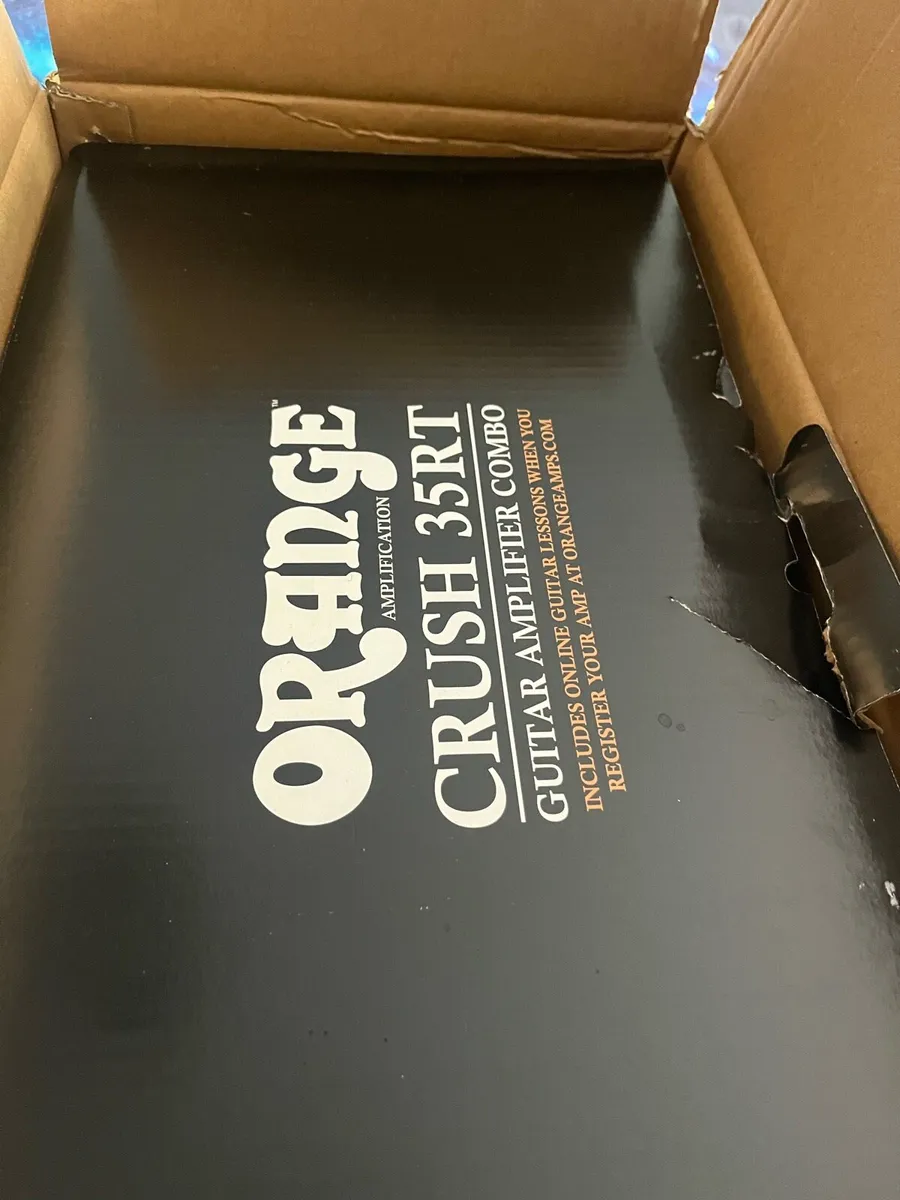 ORANGE™
AMPLIFICATION
CRUSH 35RT
GUITAR AMPLIFIER COMBO
INCLUDES ONLINE GUITAR LESSONS WHEN YOU
REGISTER YOUR AMP AT ORANGEAMPS.COM